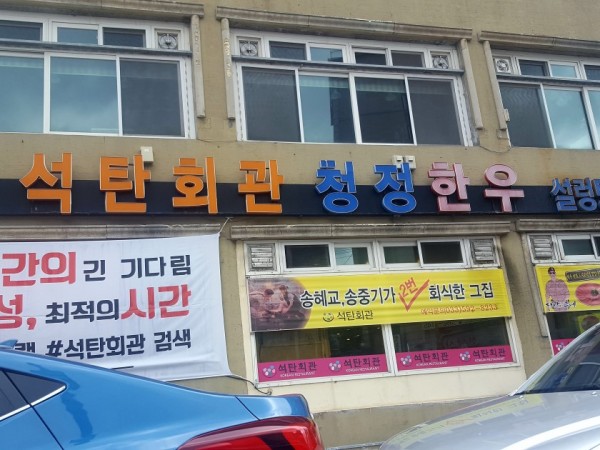 석탄회관 청정한우 설렁
간의 긴 기다림
성, 최적의시간
#석탄회관 검색
송혜교,송중기가 2번 회식한 그집
석탄회관
석탄회관 석탄회관 석탄회관